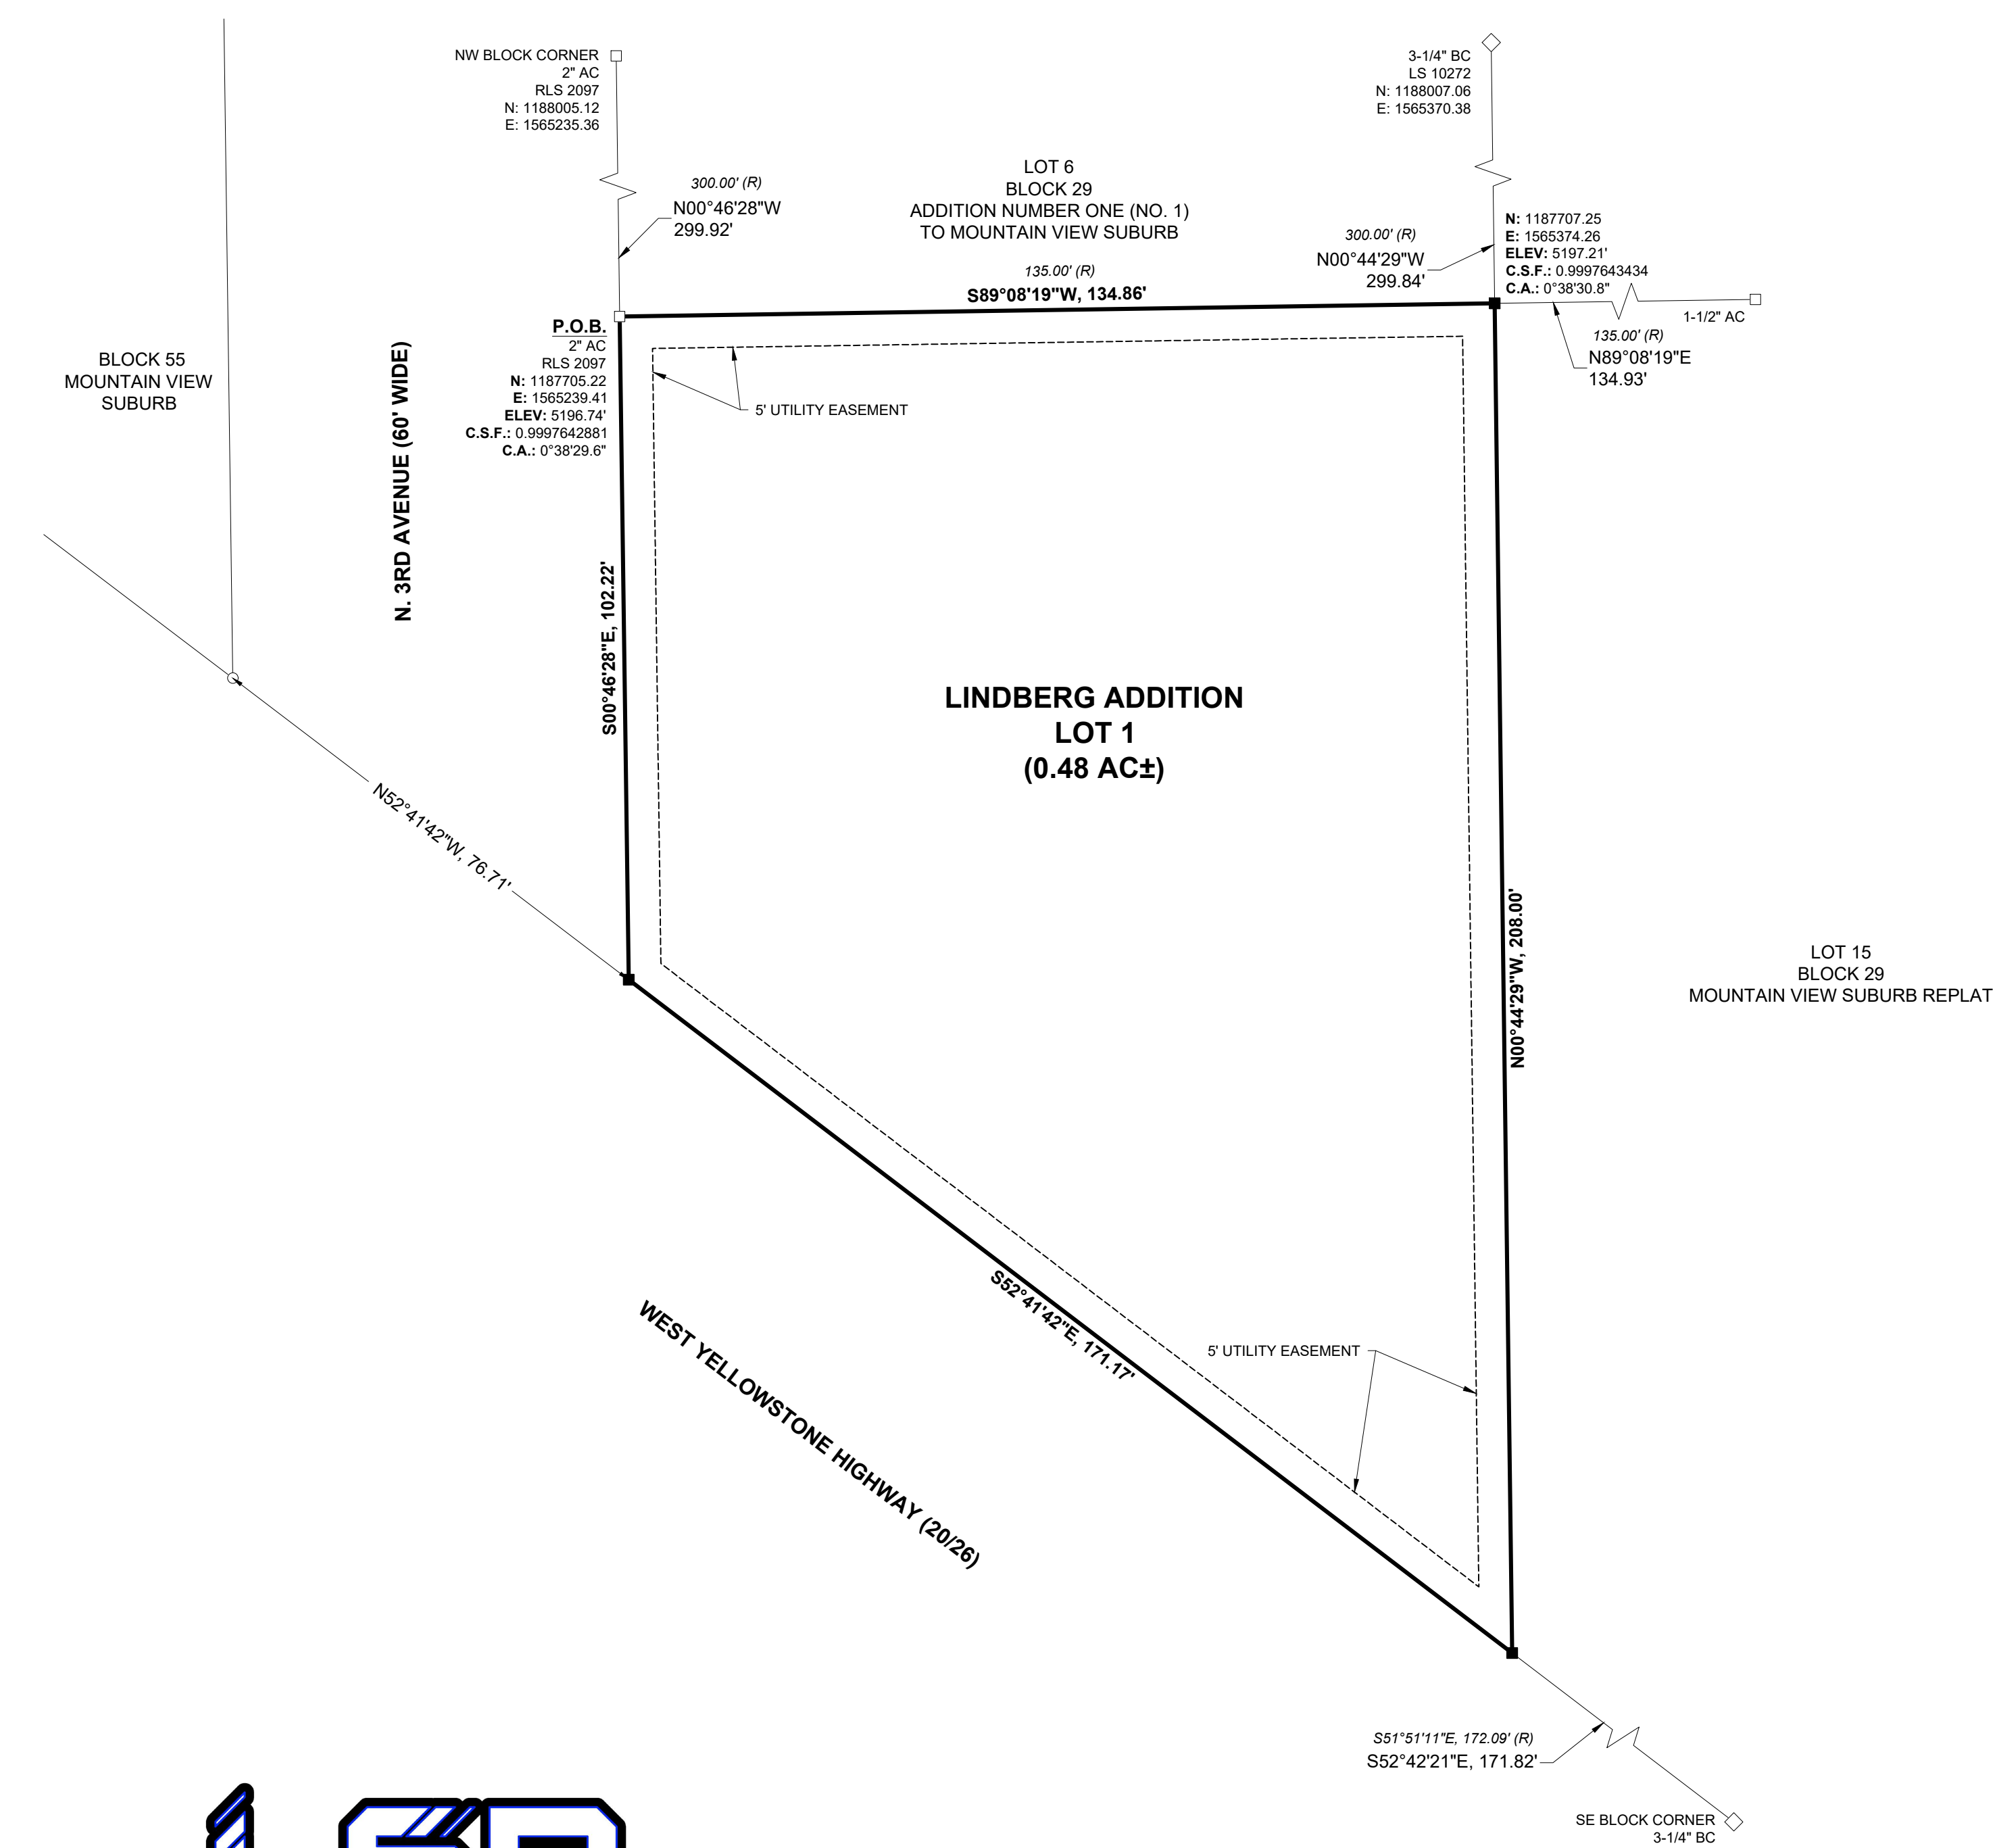 NW BLOCK CORNER
2" AC
RLS 2097
N: 1188005.12
E: 1565235.36
3-1/4" BC
LS 10272
N: 1188007.06
E: 1565370.38
300.00' (R)
N00°46'28"W
299.92'
LOT 6
BLOCK 29
ADDITION NUMBER ONE (NO. 1)
TO MOUNTAIN VIEW SUBURB
300.00' (R)
N00°44'29"W
299.84'
N: 1187707.25
E: 1565374.26
ELEV: 5197.21'
C.S.F.: 0.9997643434
C.A.: 0°38'30.8"
135.00' (R)
S89°08'19"W, 134.86'
1-1/2" AC
135.00' (R)
N89°08'19"E
134.93'
P.O.B.
2" AC
RLS 2097
N: 1187705.22
E: 1565239.41
ELEV: 5196.74'
C.S.F.: 0.9997642881
C.A.: 0°38'29.6"
BLOCK 55
MOUNTAIN VIEW
SUBURB
N. 3RD AVENUE (60' WIDE)
5' UTILITY EASEMENT
S00°46'28"E, 102.22'
LINDBERG ADDITION
LOT 1
(0.48 AC±)
N52°41'42"W, 76.71'
N00°44'29"W, 208.00'
LOT 15
BLOCK 29
MOUNTAIN VIEW SUBURB REPLAT
S52°41'42"E, 171.17'
WEST YELLOWSTONE HIGHWAY (20/26)
5' UTILITY EASEMENT
S51°51'11"E, 172.09' (R)
S52°42'21"E, 171.82'
SE BLOCK CORNER
3-1/4" BC